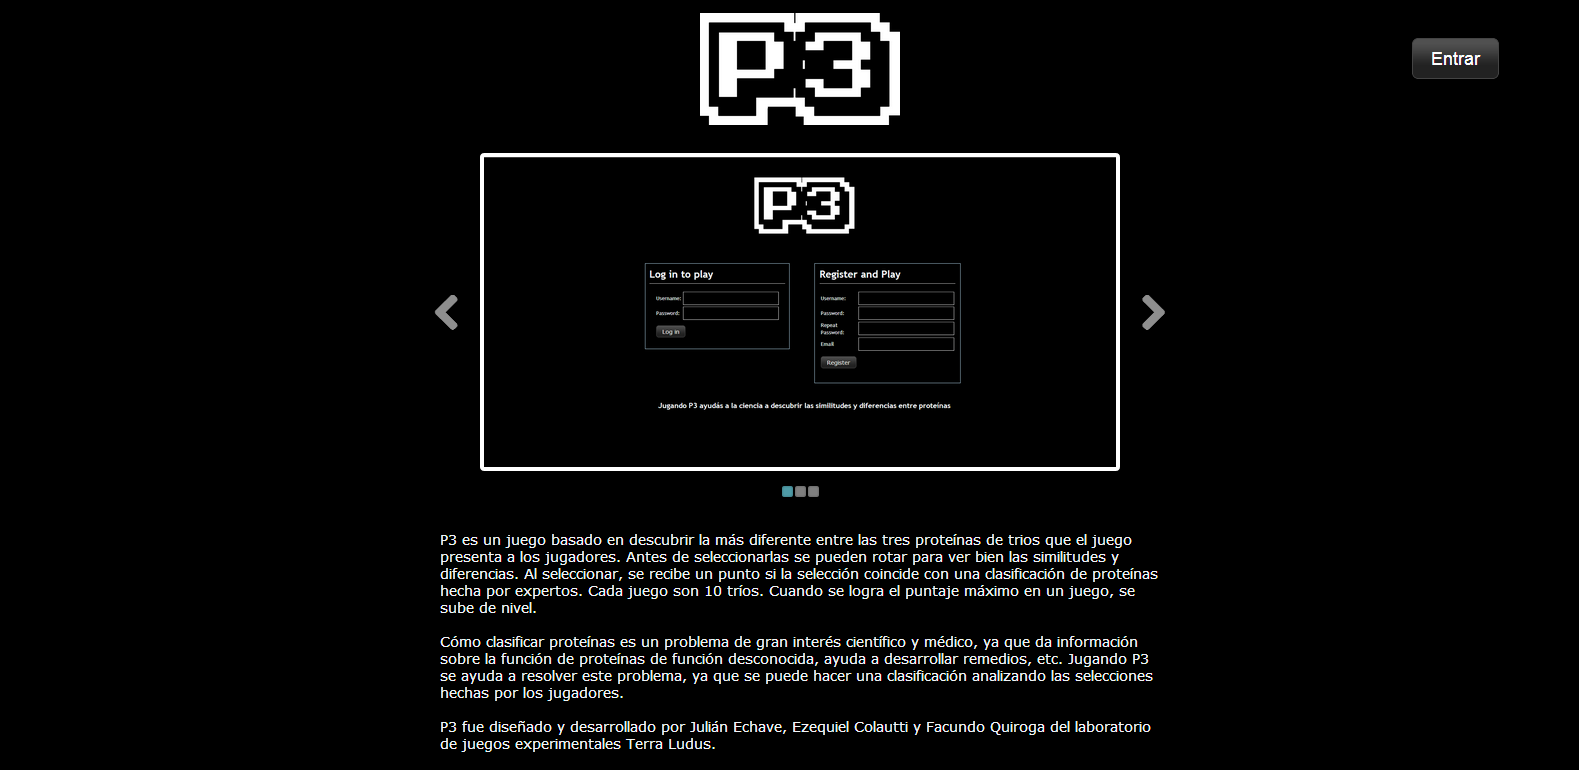 P3
Entrar
P3
Log in to play
Username:
Password:
Log in
Register and Play
Username:
Password:
Repeat
Password:
Email
Register
Jugando P3 ayudás a la ciencia a descubrir las similitudes y diferencias entre proteínas
P3 es un juego basado en descubrir la más diferente entre las tres proteínas de trios que el juego
presenta a los jugadores. Antes de seleccionarlas se pueden rotar para ver bien las similitudes y
diferencias. Al seleccionar, se recibe un punto si la selección coincide con una clasificación de proteínas
hecha por expertos. Cada juego son 10 tríos. Cuando se logra el puntaje máximo en un juego, se
sube de nivel.
Cómo clasificar proteínas es un problema de gran interés científico y médico, ya que da información
sobre la función de proteínas de función desconocida, ayuda a desarrollar remedios, etc. Jugando P3
se ayuda a resolver este problema, ya que se puede hacer una clasificación analizando las selecciones
hechas por los jugadores.
P3 fue diseñado y desarrollado por Julián Echave, Ezequiel Colautti y Facundo Quiroga del laboratorio
de juegos experimentales Terra Ludus.